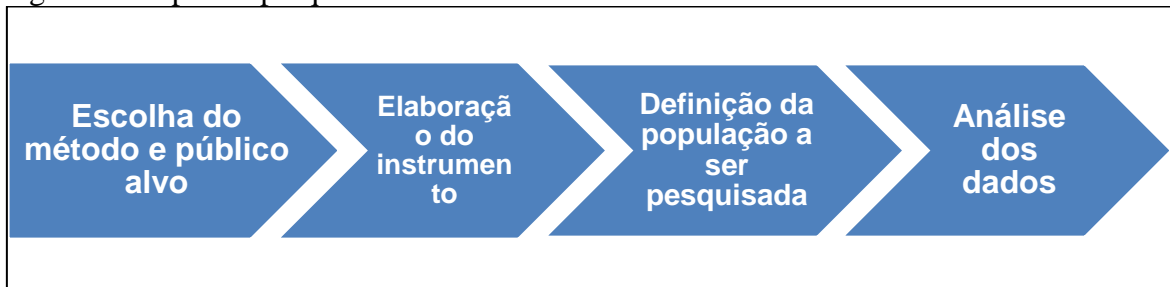 Escolha do
método e público
alvo
Elaboraçã
o do
instrumen
to
Definição da
população a
ser
pesquisada
Análise
dos
dados